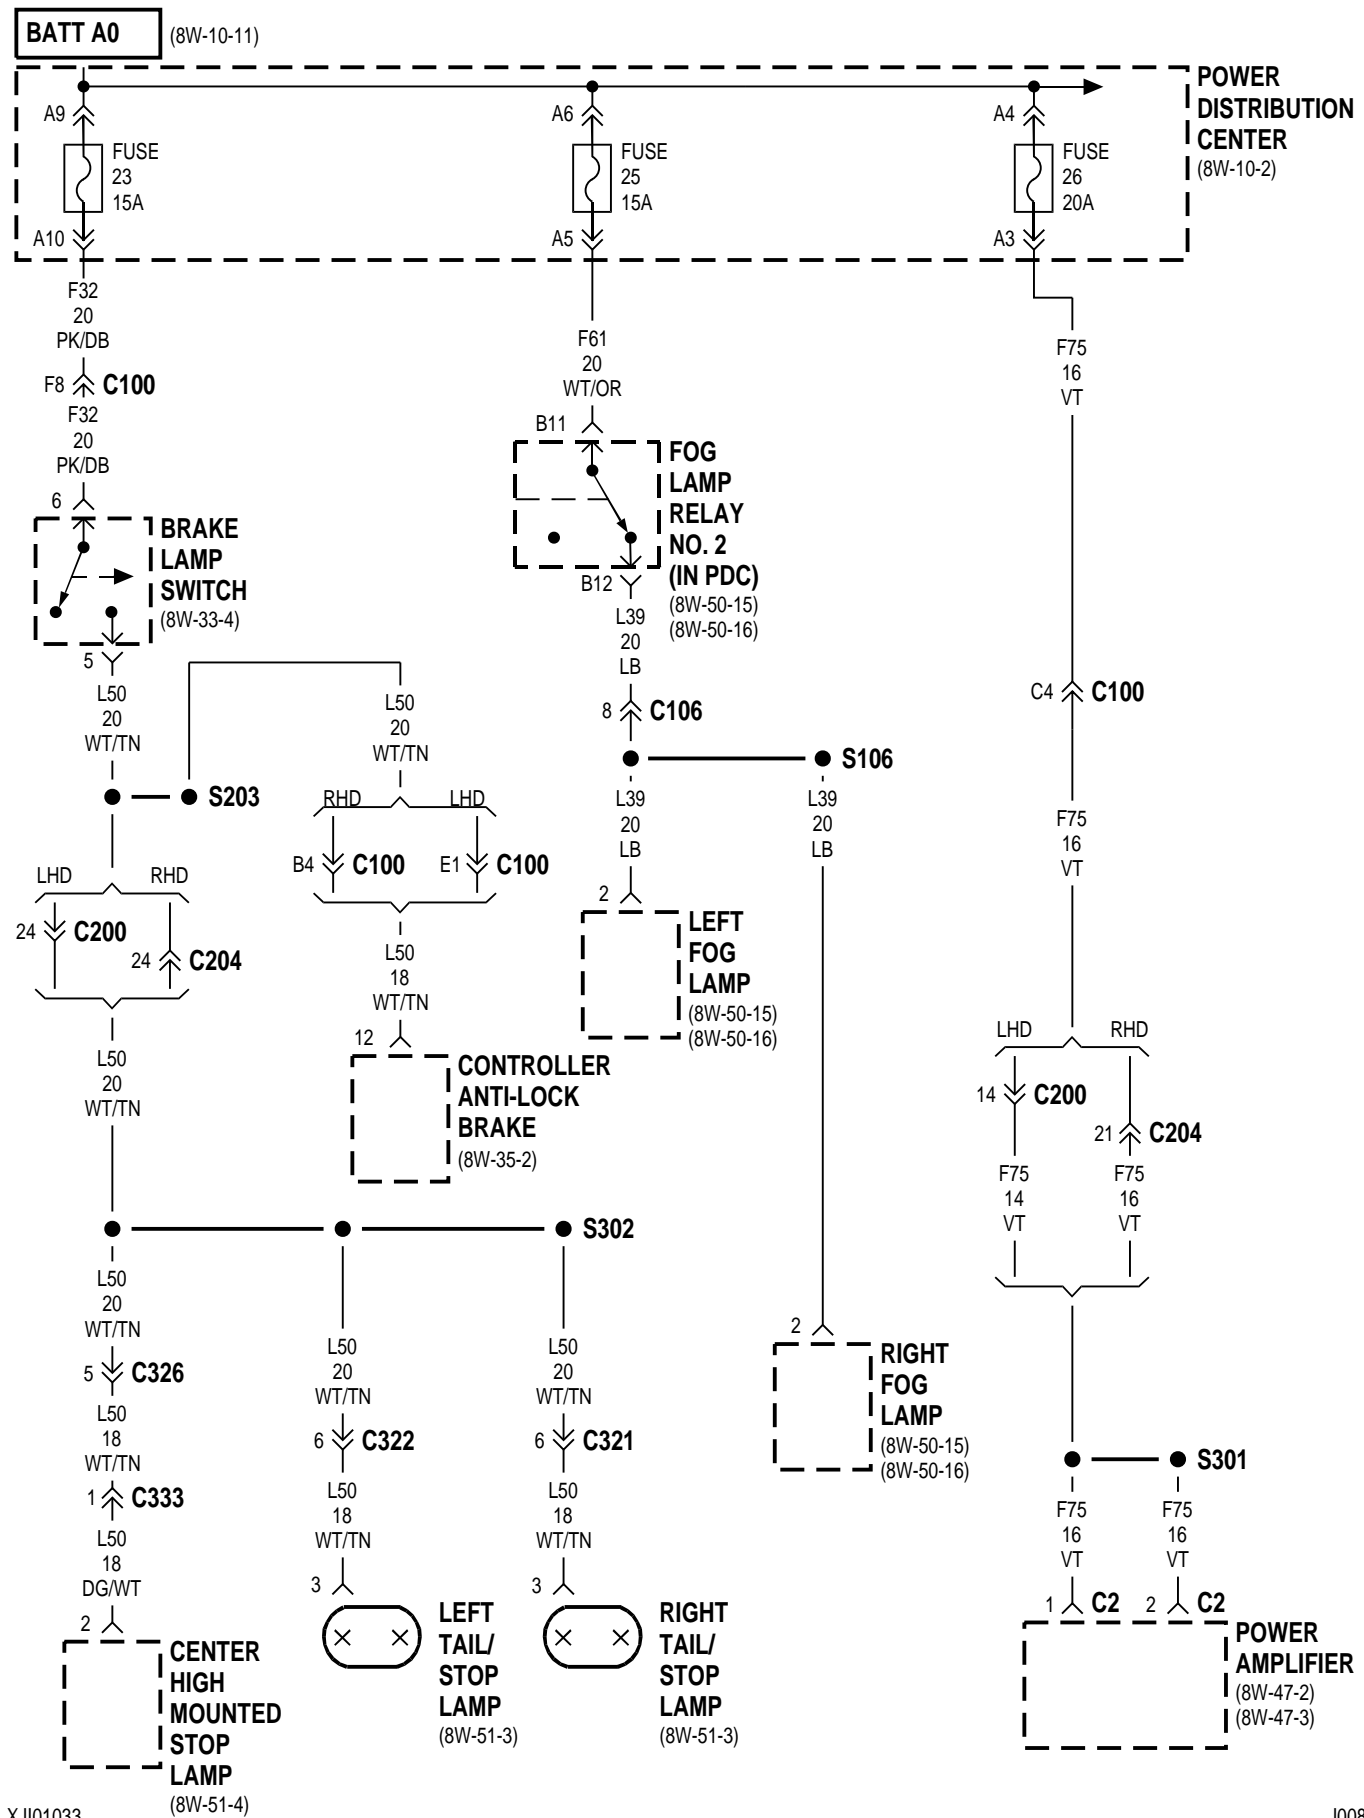 BATT A0 (8W-10-11)
POWER
DISTRIBUTION
CENTER
(8W-10-2)
A9
FUSE
23
15A
A10
A6
FUSE
25
15A
A5
A4
FUSE
26
20A
A3
F32
20
PK/DB
F8 C100
F32
20
PK/DB
6
BRAKE
LAMP
SWITCH
(8W-33-4)
5
L50
20
WT/TN
S203
LHD RHD
24 C200
24 C204
L50
20
WT/TN
L50
20
WT/TN
RHD LHD
B4 C100
E1 C100
L50
18
WT/TN
12
CONTROLLER
ANTI-LOCK
BRAKE
(8W-35-2)
S302
L50
20
WT/TN
5 C326
L50
18
WT/TN
1 C333
L50
18
DG/WT
2
CENTER
HIGH
MOUNTED
STOP
LAMP
(8W-51-4)
L50
20
WT/TN
6 C322
L50
18
WT/TN
3
LEFT
TAIL/
STOP
LAMP
(8W-51-3)
L50
20
WT/TN
6 C321
L50
18
WT/TN
3
RIGHT
TAIL/
STOP
LAMP
(8W-51-3)
F61
20
WT/OR
B11
FOG
LAMP
RELAY
NO. 2
(IN PDC)
(8W-50-15)
(8W-50-16)
B12
L39
20
LB
8 C106
S106
L39
20
LB
2
LEFT
FOG
LAMP
(8W-50-15)
(8W-50-16)
L39
20
LB
2
RIGHT
FOG
LAMP
(8W-50-15)
(8W-50-16)
F75
16
VT
C4 C100
F75
16
VT
LHD RHD
14 C200
21 C204
F75
14
VT
F75
16
VT
S301
F75
16
VT
F75
16
VT
1 C2
2 C2
POWER
AMPLIFIER
(8W-47-2)
(8W-47-3)
J008